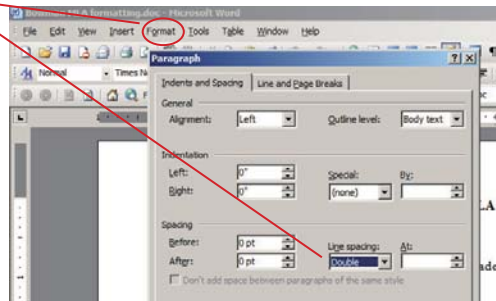 Bowman MLA formatting.doc - Microsoft Word
File Edit View Insert Format Tools Table Window Help
Normal Times N
Paragraph
Indents and Spacing Line and Page Breaks
General
Alignment: Left Outline level: Body text
Indentation
Left: 0" Special: By:
Right: 0" (none)
Spacing
Before: 0 pt Line spacing: At:
After: 0 pt Double
Don't add space between paragraphs of the same style